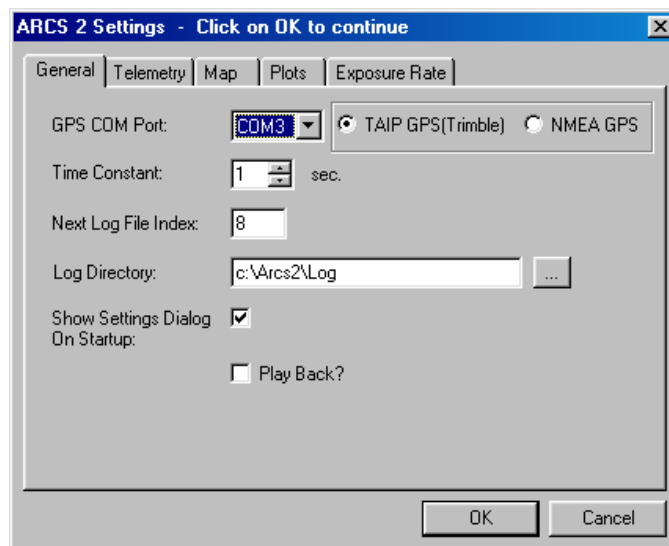 ARCS 2 Settings - Click on OK to continue
General Telemetry Map Plots Exposure Rate
GPS COM Port: COM3 TAIP GPS(Trimble) NMEA GPS
Time Constant: 1 sec.
Next Log File Index: 8
Log Directory: c:\Arcs2\Log ...
Show Settings Dialog
On Startup:
Play Back?
OK Cancel